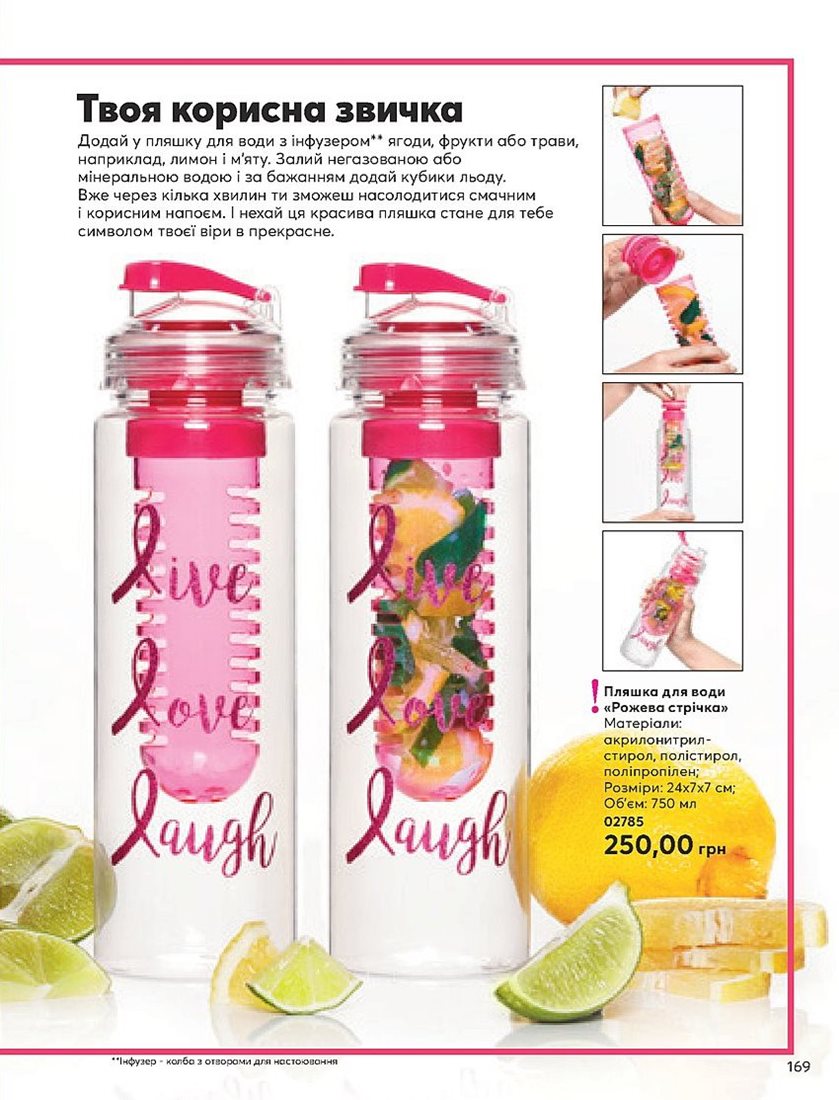 Твоя корисна звичка
Додай у пляшку для води з інфузером** ягоди, фрукти або трави,
наприклад, лимон і м'яту. Залий негазованою або
мінеральною водою і за бажанням додай кубики льоду.
Вже через кілька хвилин ти зможеш насолодитися смачним
і корисним напоєм. І нехай ця красива пляшка стане для тебе
символом твоєї віри в прекрасне.
live
love
laugh
live
love
laugh
laugh
laugh
! Пляшка для води
«Рожева стрічка»
Матеріали:
акрилонитрил-
стирол, полістирол,
поліпропілен;
Розміри: 24х7х7 см;
Об'єм: 750 мл
02785
250,00 грн
**Інфузер - колба з отворами для настоювання
169